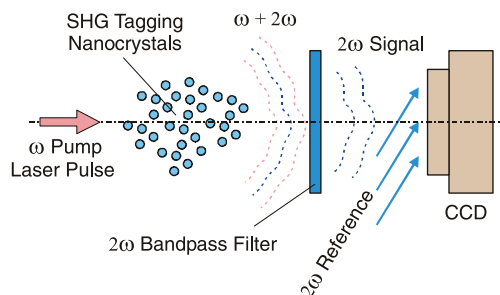 SHG Tagging
Nanocrystals
ω + 2ω
2ω Signal
ω Pump
Laser Pulse
2ω Bandpass Filter
2ω Reference
CCD